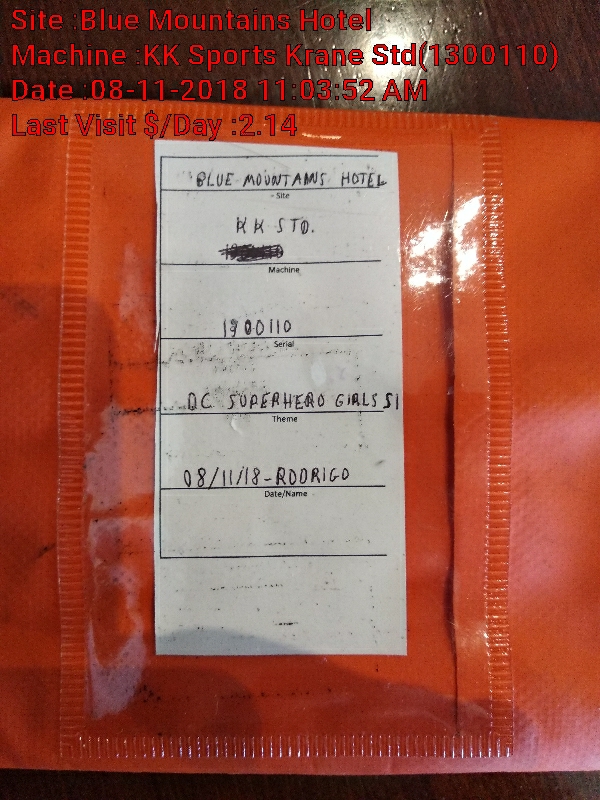 Site :Blue Mountains Hotel
Machine :KK Sports Krane Std(1300110)
Date :08-11-2018 11:03:52 AM
Last Visit $/Day :2.14
BLUE MOUNTAINS HOTEL
Site
KK STD.
Machine
1300110
Serial
DC SUPERHERO GIRLS S1
Theme
08/11/18-RODRIGO
Date/Name